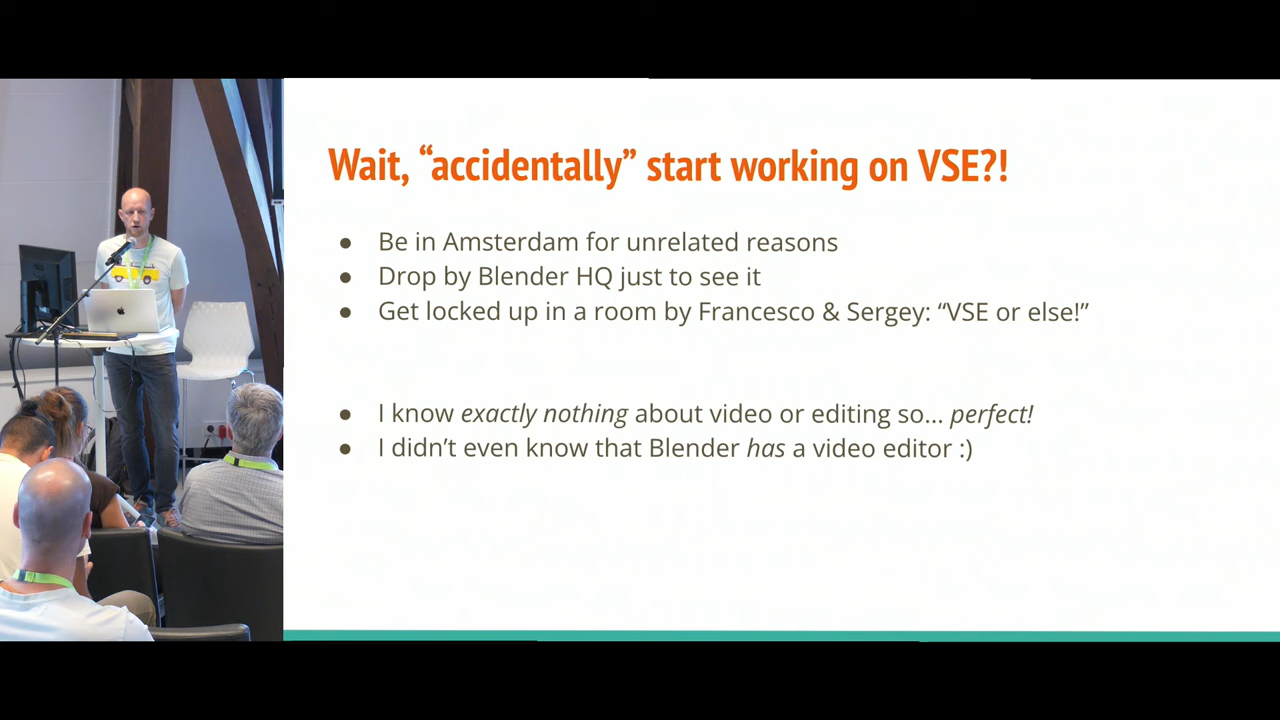 Wait, “accidentally” start working on VSE?!
● Be in Amsterdam for unrelated reasons
● Drop by Blender HQ just to see it
● Get locked up in a room by Francesco & Sergey: “VSE or else!”
● I know exactly nothing about video or editing so… perfect!
● I didn’t even know that Blender has a video editor :)